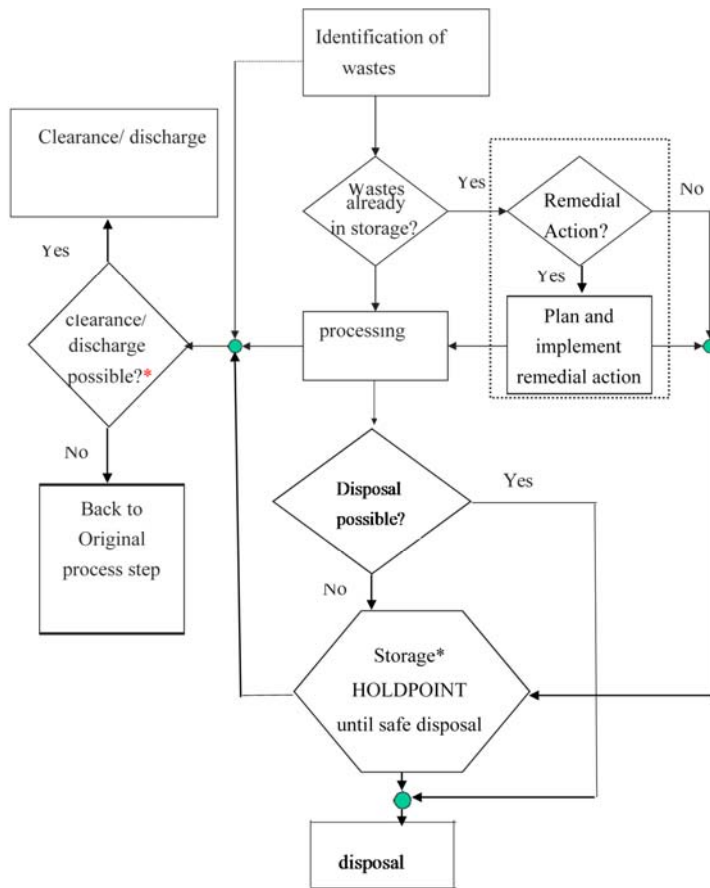 Identification of
wastes
Clearance/ discharge
Wastes
already
in storage?
Yes
Remedial
Action?
No
Yes
Yes
clearance/
discharge
possible?*
processing
Plan and
implement
remedial action
No
Back to
Original
process step
Disposal
possible?
Yes
No
Storage*
HOLDPOINT
until safe disposal
disposal